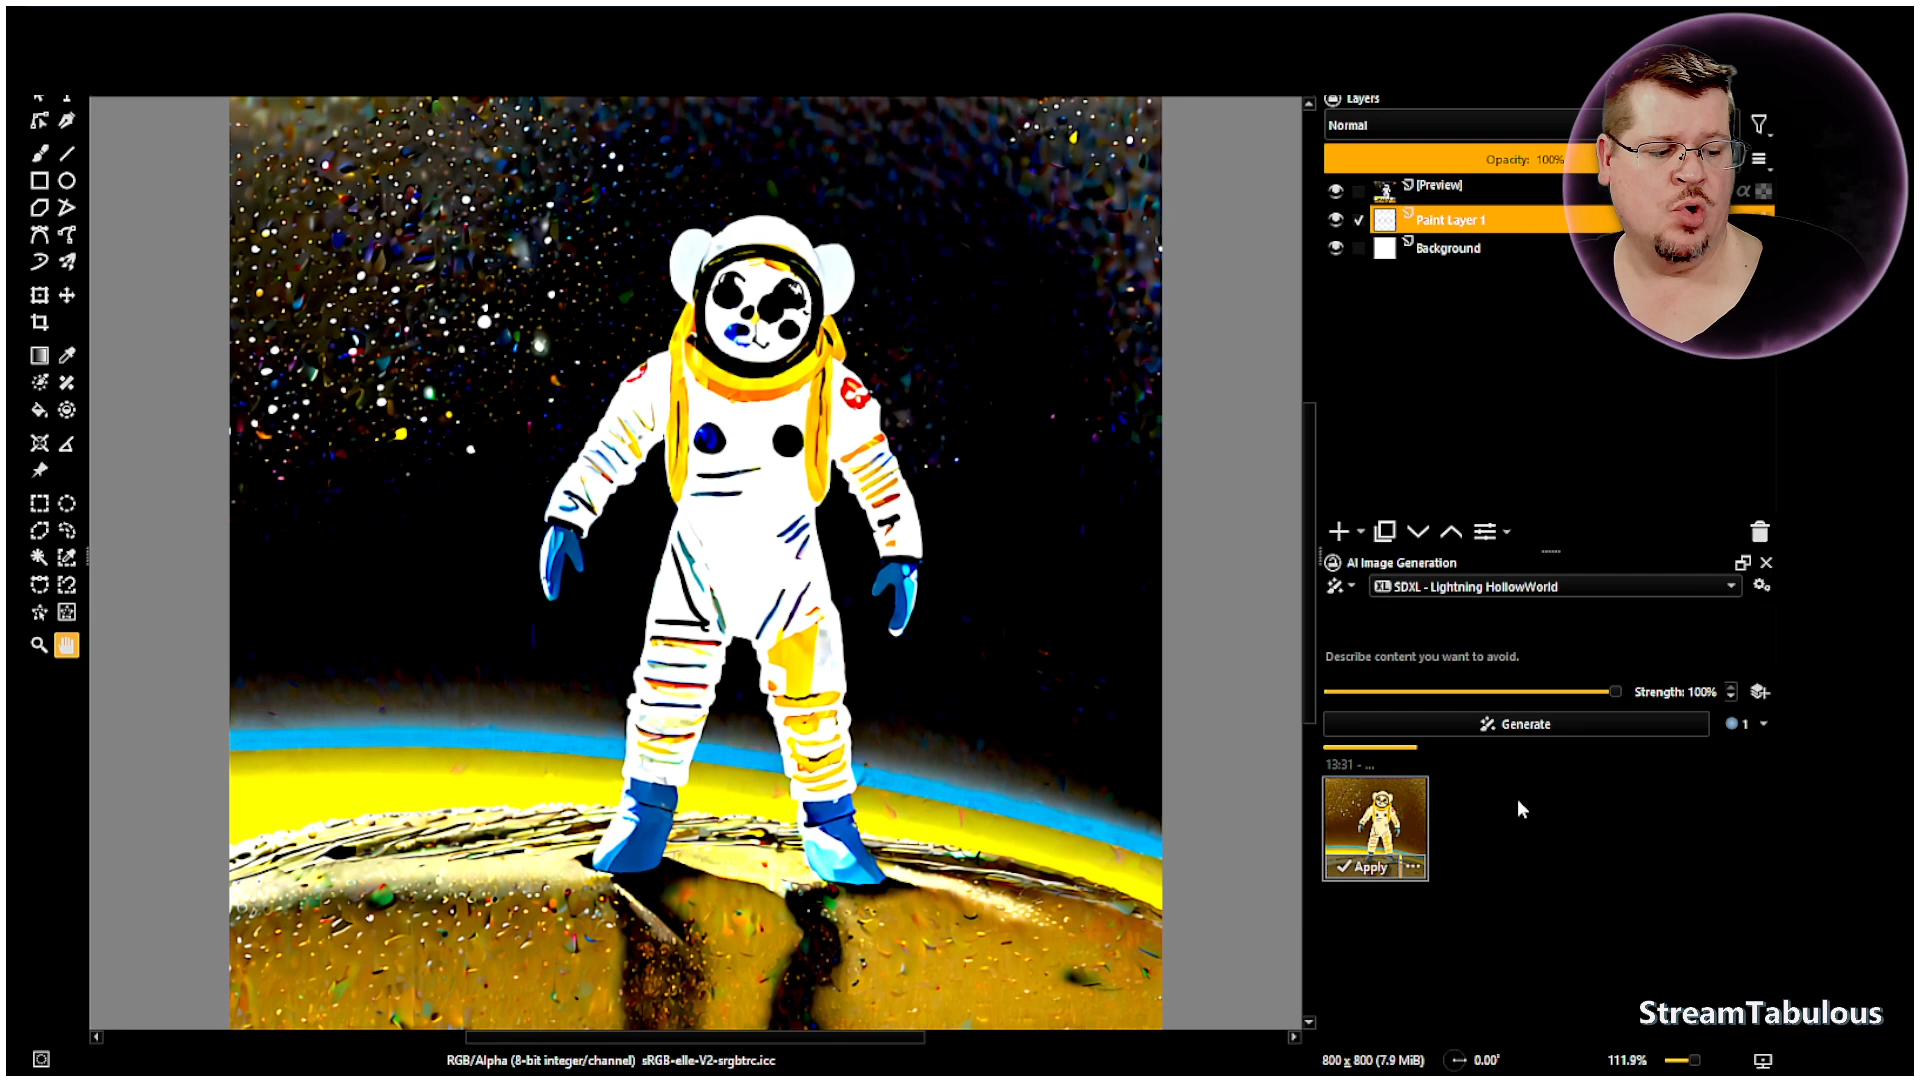 Layers
Normal
Opacity: 100%
[Preview]
Paint Layer 1
Background
AI Image Generation
XL SDXL - Lightning HollowWorld
Describe content you want to avoid.
Strength: 100%
Generate
1
13:31 - ...
Apply
StreamTabulous
RGB/Alpha (8-bit integer/channel) sRGB-elle-V2-srgbtrc.icc
800 x 800 (7.9 MiB)
0.00°
111.9%